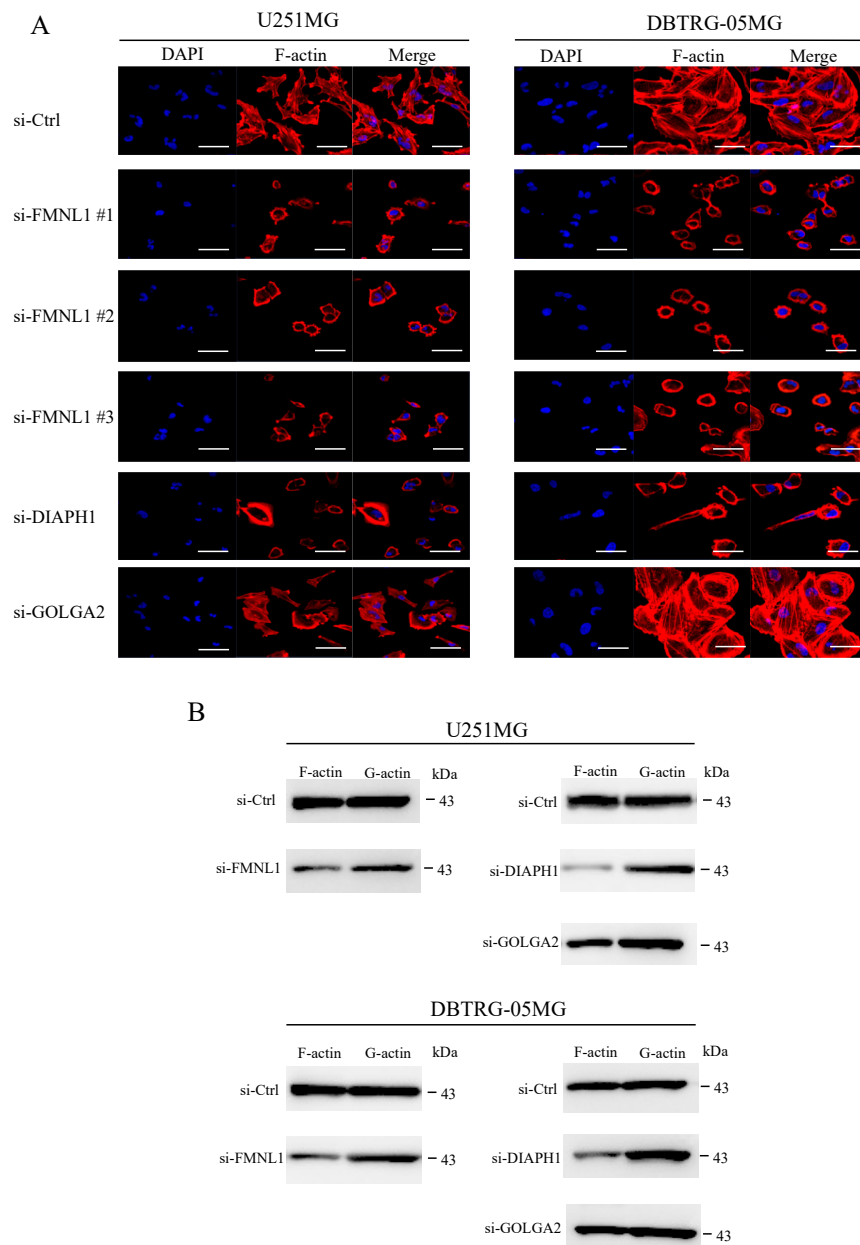 A
U251MG
DBTRG-05MG
DAPI F-actin Merge
DAPI F-actin Merge
si-Ctrl
si-FMNL1 #1
si-FMNL1 #2
si-FMNL1 #3
si-DIAPH1
si-GOLGA2
B
U251MG
F-actin G-actin kDa
F-actin G-actin kDa
si-Ctrl 43
si-Ctrl 43
si-FMNL1 43
si-DIAPH1 43
si-GOLGA2 43
DBTRG-05MG
F-actin G-actin kDa
F-actin G-actin kDa
si-Ctrl 43
si-Ctrl 43
si-FMNL1 43
si-DIAPH1 43
si-GOLGA2 43